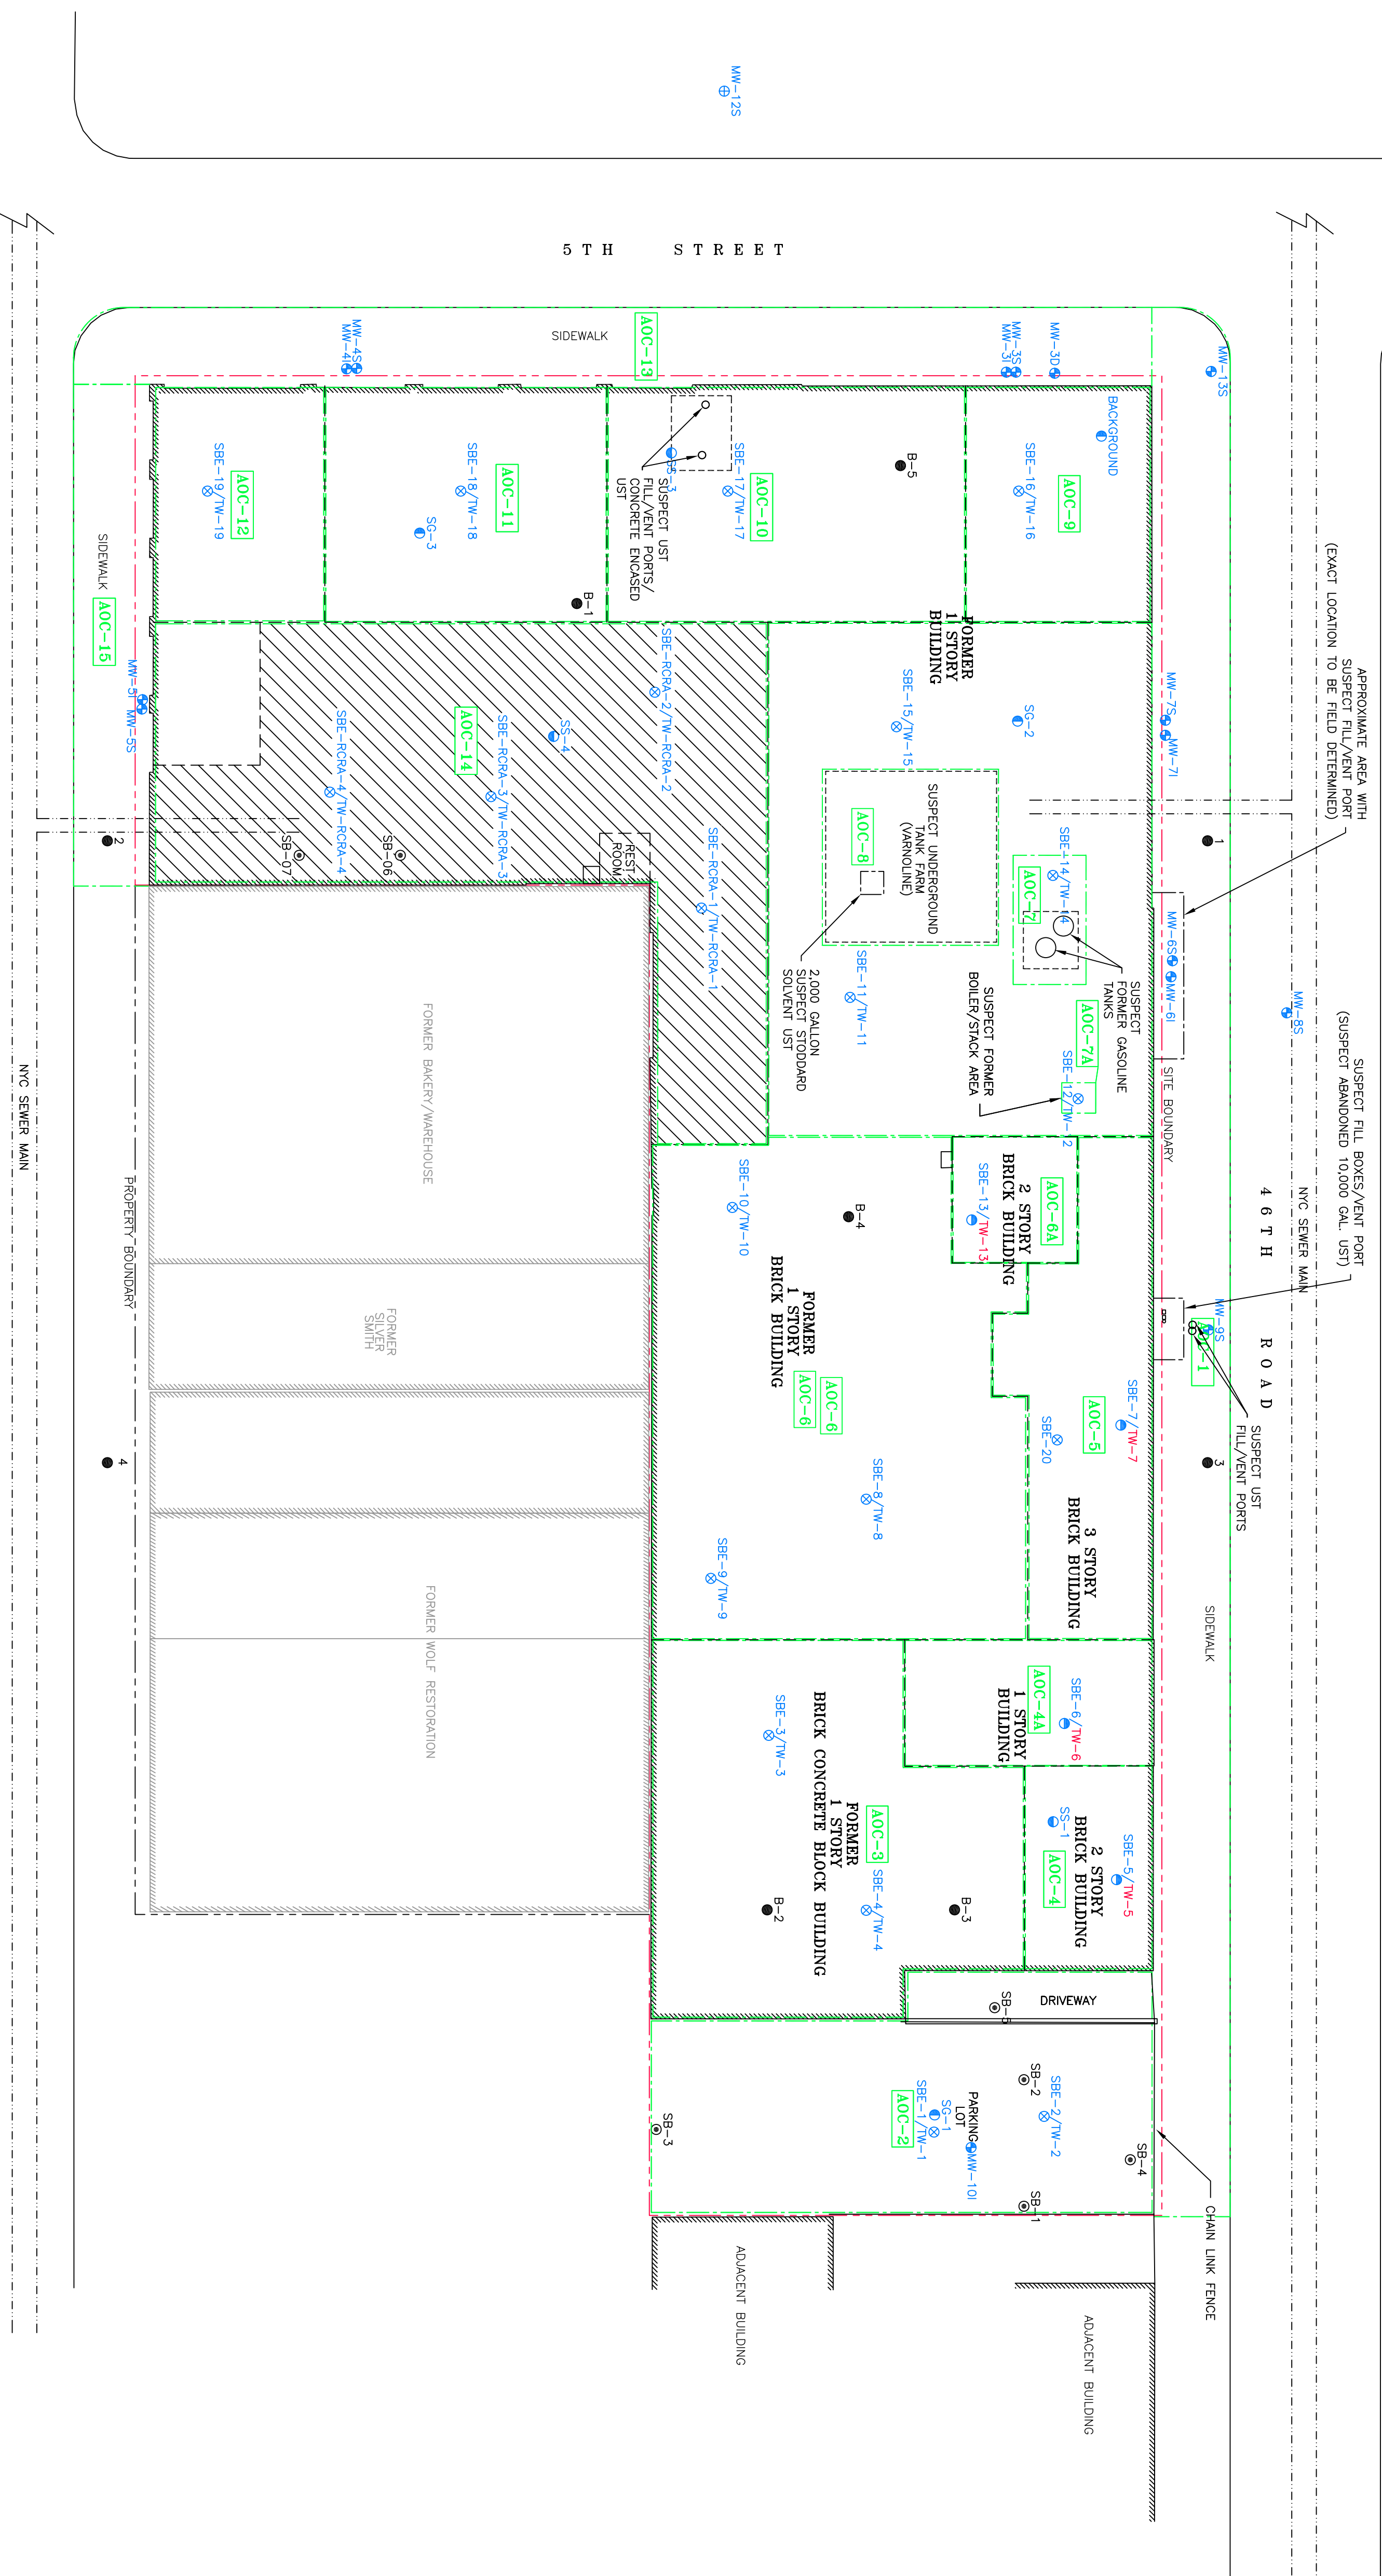 MW-12S
5TH STREET
NYC SEWER MAIN
46TH ROAD
NYC SEWER MAIN
APPROXIMATE AREA WITH
SUSPECT FILL/VENT PORT
(EXACT LOCATION TO BE FIELD DETERMINED)
SUSPECT FILL BOXES/VENT PORT
(SUSPECT ABANDONED 10,000 GAL. UST)
SUSPECT UST
FILL/VENT PORTS
CHAIN LINK FENCE
SIDEWALK
MW-13S
1
MW-8S
MW-9S
AOC-1
3
SIDEWALK
MW-7S
MW-7I
MW-6S
MW-6I
SITE BOUNDARY
SIDEWALK
AOC-13
MW-3D
MW-3S
MW-3I
MW-4S
MW-4I
BACKGROUND
AOC-9
SBE-16/TW-16
B-5
AOC-10
SBE-17/TW-17
SUSPECT UST
FILL/VENT PORTS/
CONCRETE ENCASED
UST
AOC-11
SBE-18/TW-18
SG-3
B-1
AOC-12
SBE-19/TW-19
SIDEWALK
AOC-15
MW-5I
MW-5S
2
FORMER
1 STORY
BUILDING
SG-2
SBE-15/TW-15
SUSPECT UNDERGROUND
TANK FARM
(VARNOLINE)
AOC-8
2,000 GALLON
SUSPECT STODDARD
SOLVENT UST
SBE-11/TW-11
SBE-14/TW-14
AOC-7
SUSPECT
FORMER GASOLINE
TANKS
AOC-7A
SUSPECT FORMER
BOILER/STACK AREA
SBE-12/TW-12
SBE-RCRA-2/TW-RCRA-2
SS-4
SBE-RCRA-1/TW-RCRA-1
AOC-14
SBE-RCRA-3/TW-RCRA-3
SBE-RCRA-4/TW-RCRA-4
REST
ROOM
SB-06
SB-07
AOC-6A
2 STORY
BRICK BUILDING
SBE-13/TW-13
B-4
SBE-10/TW-10
FORMER
1 STORY
BRICK BUILDING
AOC-6
AOC-6
SBE-8/TW-8
SBE-9/TW-9
SBE-7/TW-7
AOC-5
SBE-20
3 STORY
BRICK BUILDING
SBE-6/TW-6
AOC-4A
1 STORY
BUILDING
SS-1
2 STORY
BRICK BUILDING
AOC-4
SBE-5/TW-5
SBE-3/TW-3
FORMER
1 STORY
BRICK CONCRETE BLOCK BUILDING
AOC-3
SBE-4/TW-4
B-3
B-2
DRIVEWAY
SB-5
SB-2
SBE-2/TW-2
PARKING
LOT
MW-10I
SG-1
SBE-1/TW-1
AOC-2
SB-3
SB-4
SB-1
ADJACENT BUILDING
ADJACENT BUILDING
FORMER BAKERY/WAREHOUSE
FORMER
SILVER
SMITH
FORMER WOLF RESTORATION
PROPERTY BOUNDARY
4